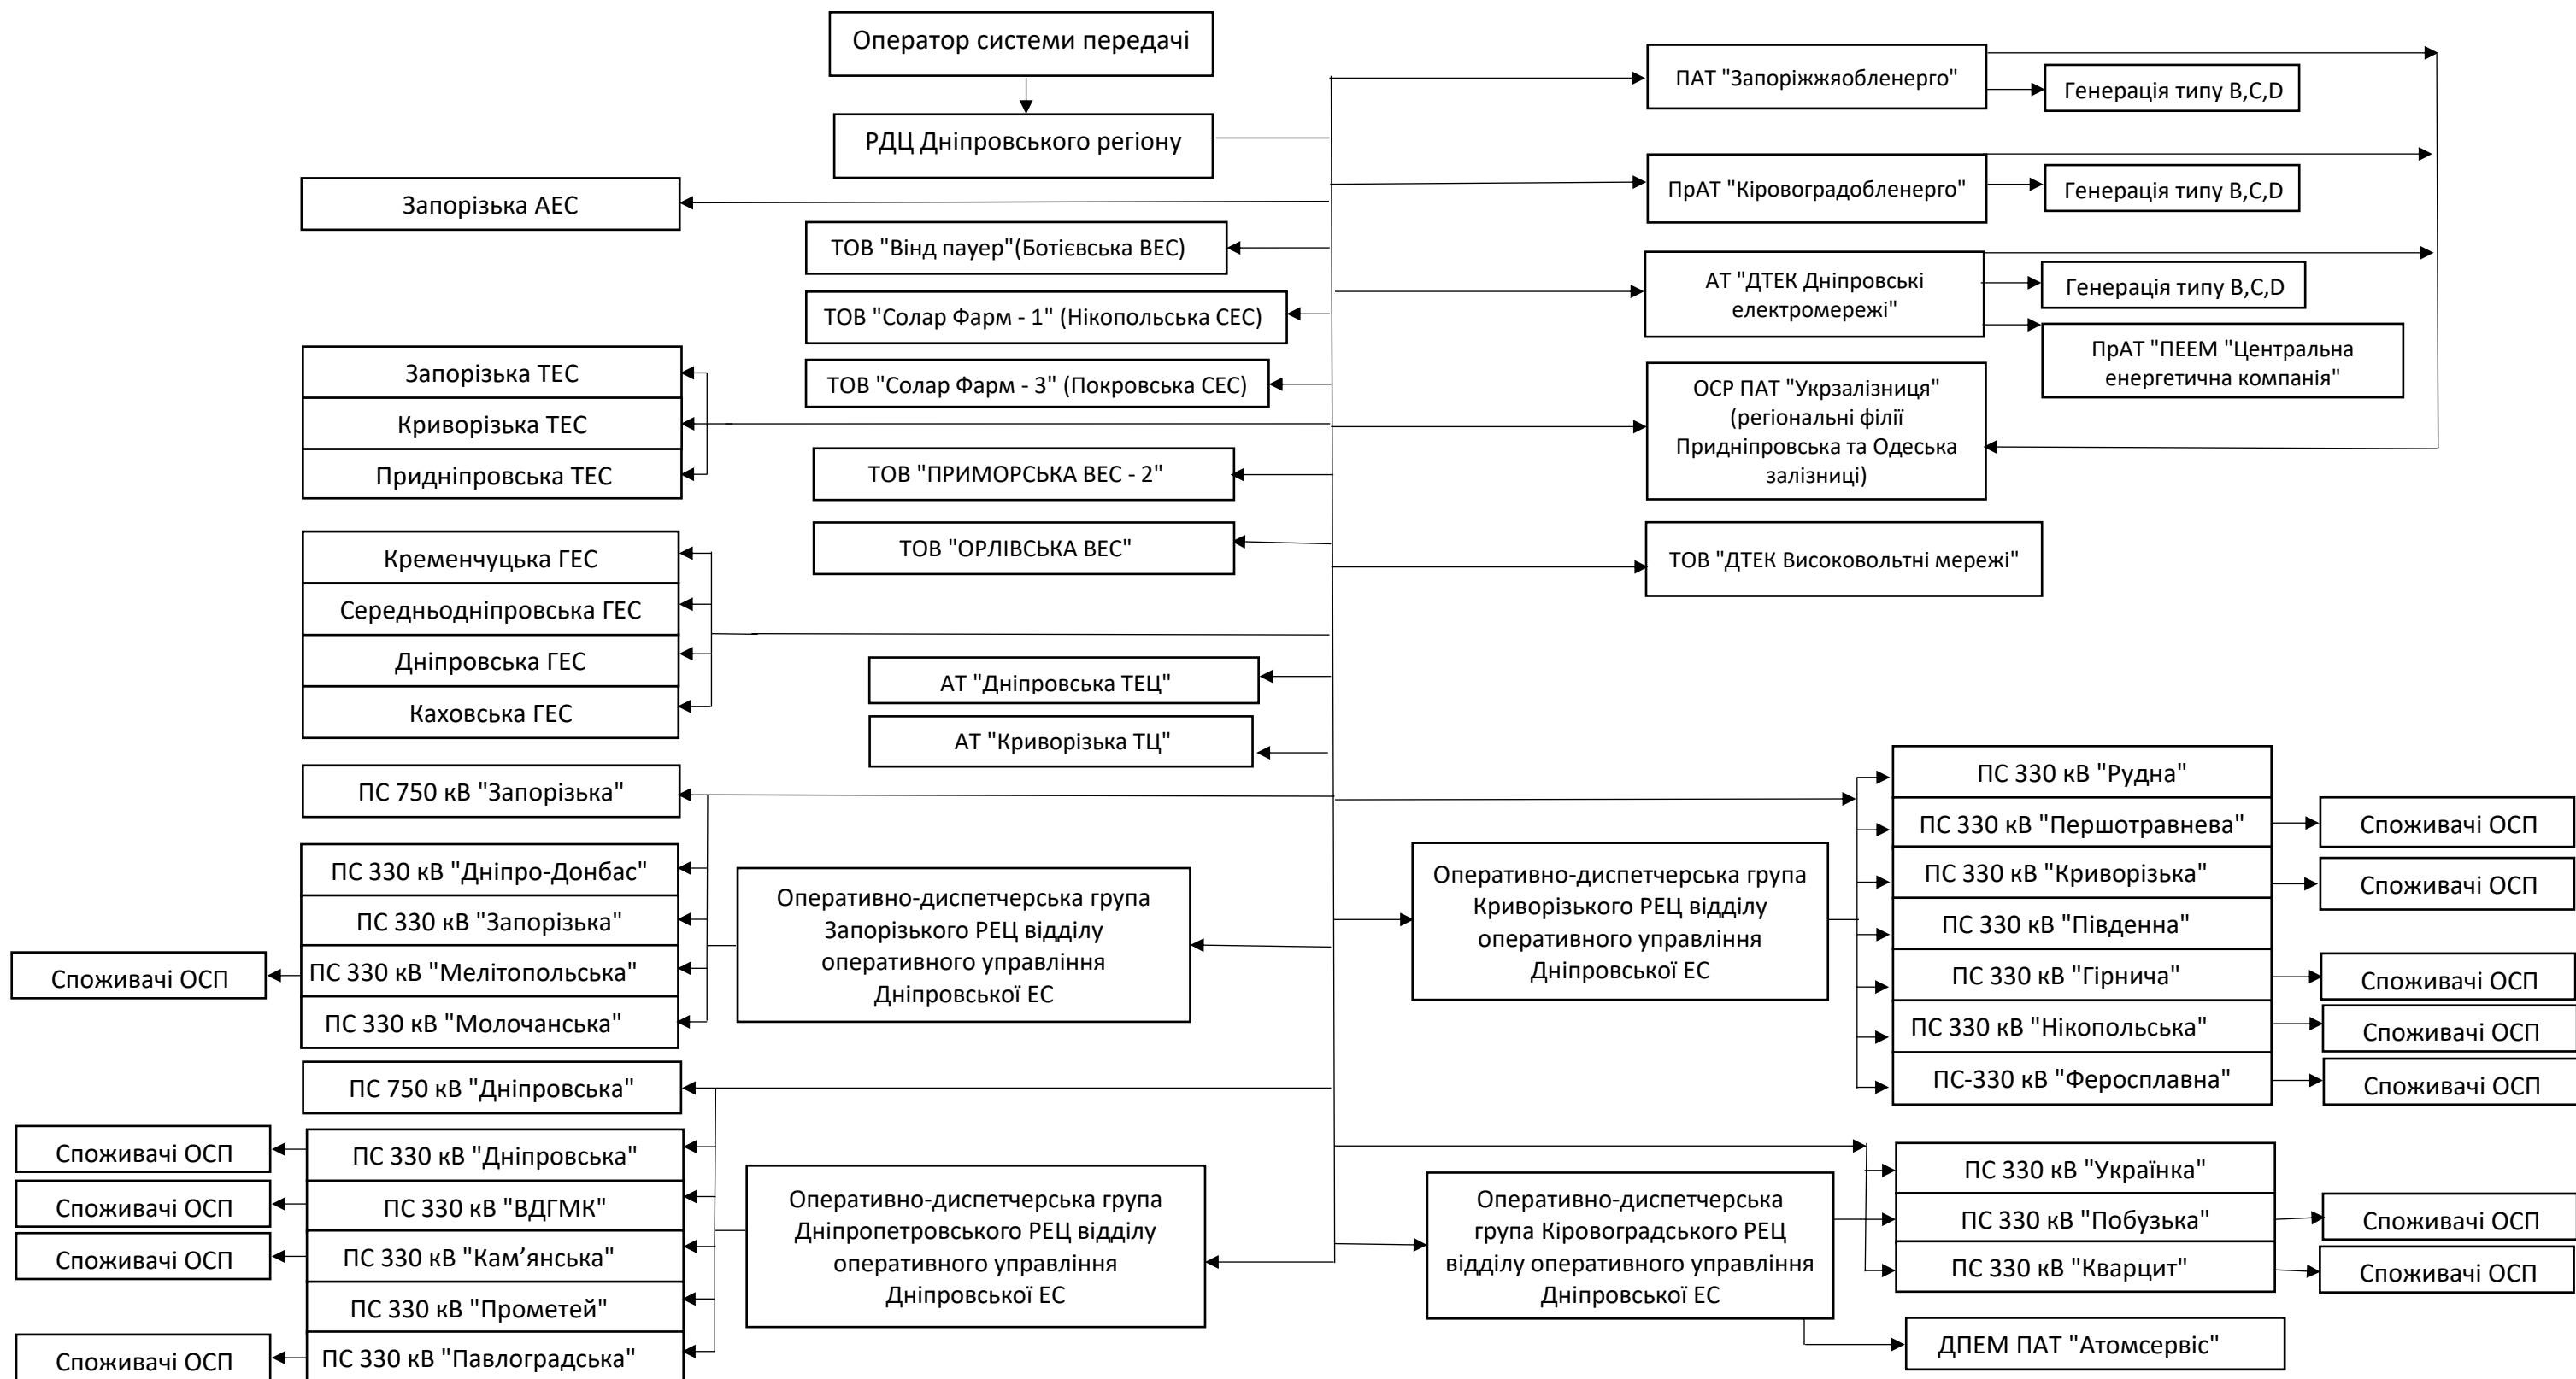 Оператор системи передачі
РДЦ Дніпровського регіону
Запорізька АЕС
ТОВ "Вінд пауер"(Ботієвська ВЕС)
ТОВ "Солар Фарм - 1" (Нікопольська СЕС)
ТОВ "Солар Фарм - 3" (Покровська СЕС)
Запорізька ТЕС
Криворізька ТЕС
Придніпровська ТЕС
ТОВ "ПРИМОРСЬКА ВЕС - 2"
ТОВ "ОРЛІВСЬКА ВЕС"
Кременчуцька ГЕС
Середньодніпровська ГЕС
Дніпровська ГЕС
Каховська ГЕС
АТ "Дніпровська ТЕЦ"
АТ "Криворізька ТЦ"
ПАТ "Запоріжжяобленерго"
Генерація типу B,C,D
ПрАТ "Кіровоградобленерго"
Генерація типу B,C,D
АТ "ДТЕК Дніпровські
електромережі"
Генерація типу B,C,D
ПрАТ "ПЕЕМ "Центральна
енергетична компанія"
ОСР ПАТ "Укрзалізниця"
(регіональні філії
Придніпровська та Одеська
залізниці)
ТОВ "ДТЕК Високовольтні мережі"
ПС 750 кВ "Запорізька"
ПС 330 кВ "Дніпро-Донбас"
ПС 330 кВ "Запорізька"
ПС 330 кВ "Мелітопольська"
ПС 330 кВ "Молочанська"
Споживачі ОСП
Оперативно-диспетчерська група
Запорізького РЕЦ відділу
оперативного управління
Дніпровської ЕС
Оперативно-диспетчерська група
Криворізького РЕЦ відділу
оперативного управління
Дніпровської ЕС
ПС 330 кВ "Рудна"
ПС 330 кВ "Першотравнева"
ПС 330 кВ "Криворізька"
ПС 330 кВ "Південна"
ПС 330 кВ "Гірнича"
ПС 330 кВ "Нікопольська"
ПС-330 кВ "Феросплавна"
Споживачі ОСП
Споживачі ОСП
Споживачі ОСП
Споживачі ОСП
Споживачі ОСП
ПС 750 кВ "Дніпровська"
ПС 330 кВ "Дніпровська"
ПС 330 кВ "ВДГМК"
ПС 330 кВ "Кам’янська"
ПС 330 кВ "Прометей"
ПС 330 кВ "Павлоградська"
Споживачі ОСП
Споживачі ОСП
Споживачі ОСП
Споживачі ОСП
Оперативно-диспетчерська група
Дніпропетровського РЕЦ відділу
оперативного управління
Дніпровської ЕС
Оперативно-диспетчерська
група Кіровоградського РЕЦ
відділу оперативного управління
Дніпровської ЕС
ПС 330 кВ "Українка"
ПС 330 кВ "Побузька"
ПС 330 кВ "Кварцит"
Споживачі ОСП
Споживачі ОСП
ДПЕМ ПАТ "Атомсервіс"